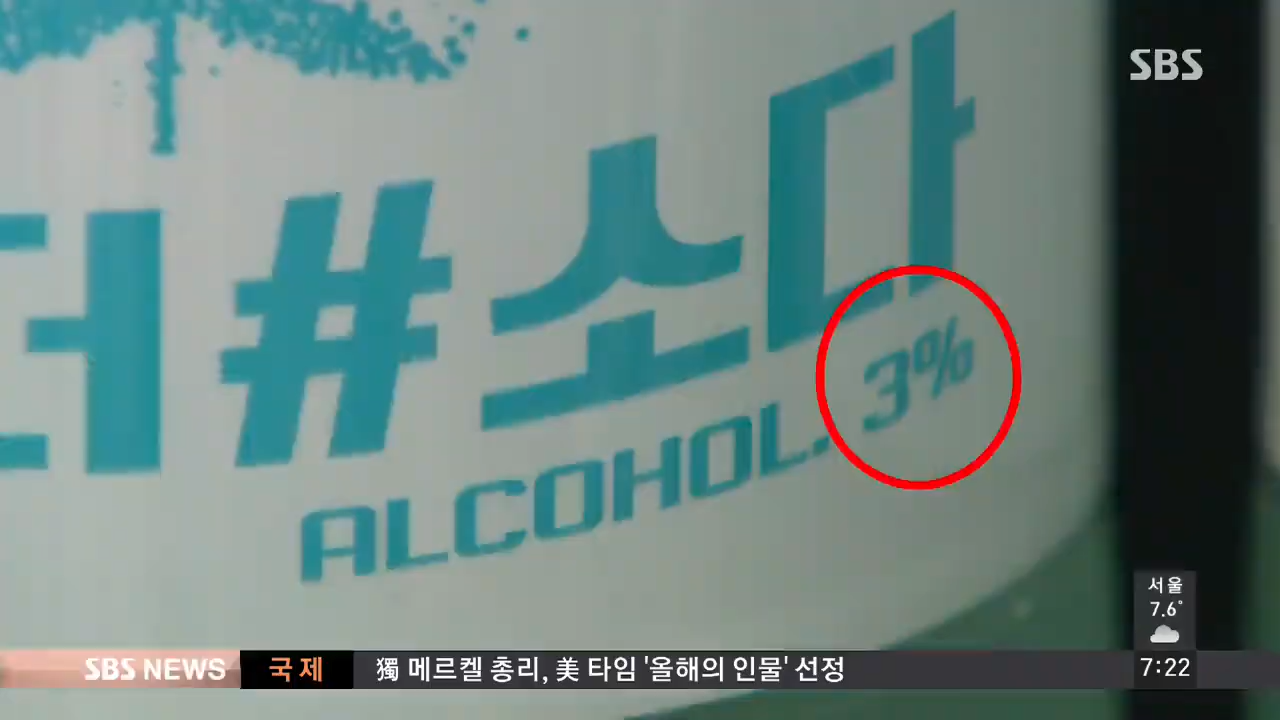 SBS
#소다
ALCOHOL. 3%
서울
7.6°
SBS NEWS 국제 獨 메르켈 총리, 美 타임 '올해의 인물' 선정 7:22